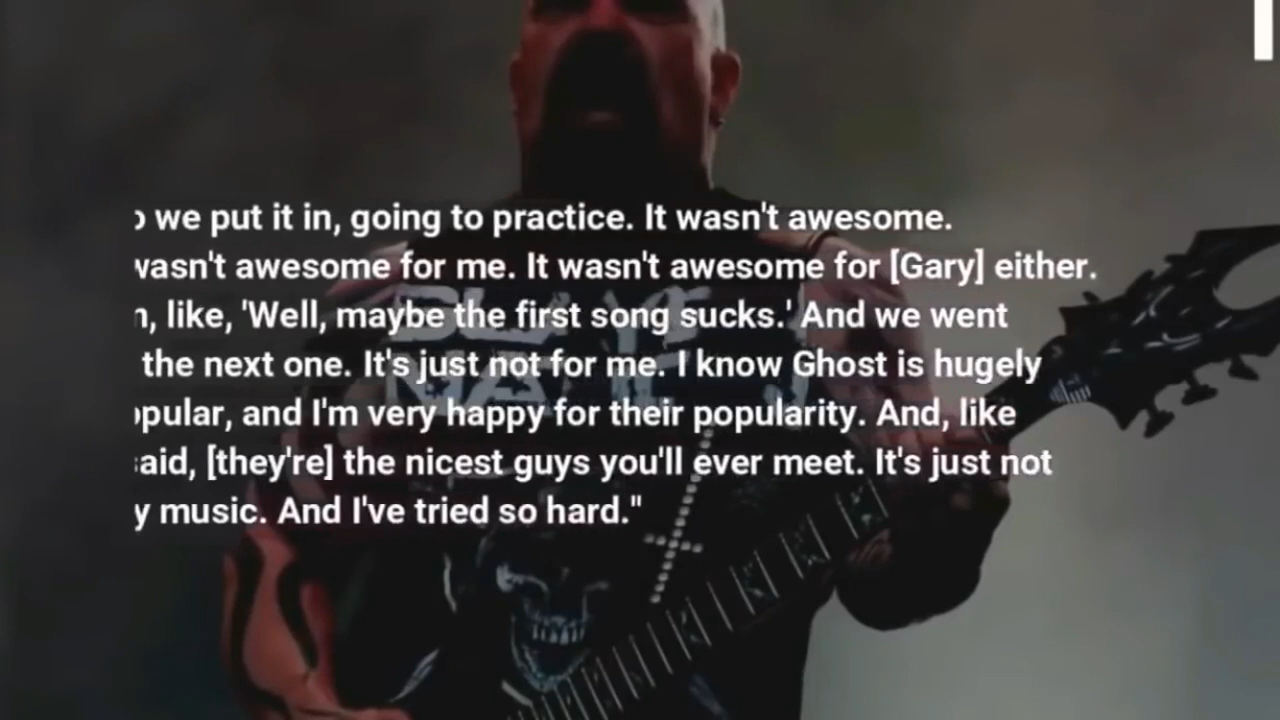 we put it in, going to practice. It wasn't awesome.
wasn't awesome for me. It wasn't awesome for [Gary] either.
like, 'Well, maybe the first song sucks.' And we went
the next one. It's just not for me. I know Ghost is hugely
opular, and I'm very happy for their popularity. And, like
said, [they're] the nicest guys you'll ever meet. It's just not
y music. And I've tried so hard."